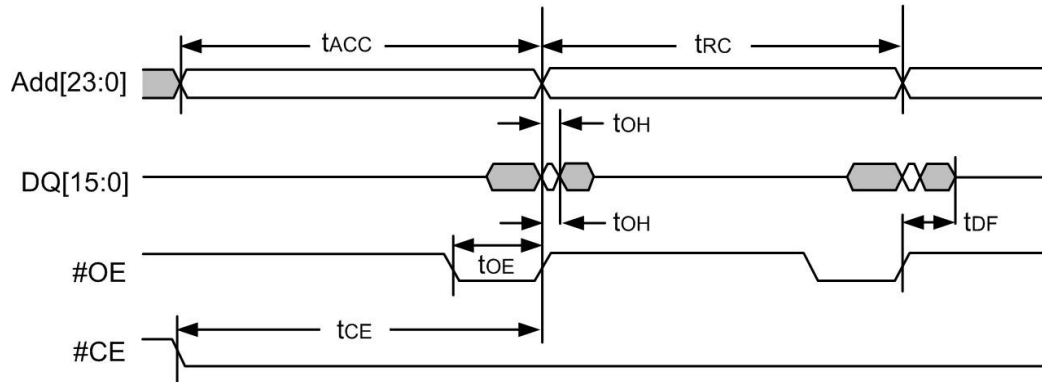 tACC tRC
Add[23:0]
tOH
DQ[15:0]
tOH tDF
tOE
#OE
tCE
#CE